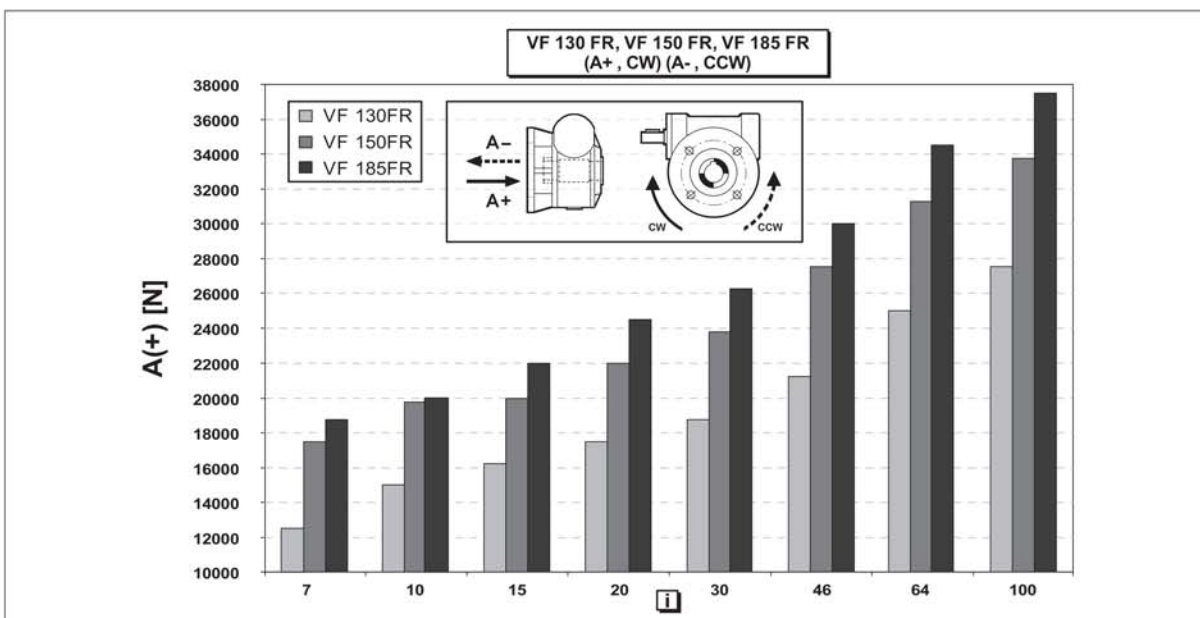 VF 130 FR, VF 150 FR, VF 185 FR
(A+ , CW) (A- , CCW)
38000
36000
34000
32000
30000
28000
26000
24000
22000
20000
18000
16000
14000
12000
10000
A(+) [N]
VF 130FR
VF 150FR
VF 185FR
A–
A+
CW
CCW
7
10
15
20
30
46
64
100
i